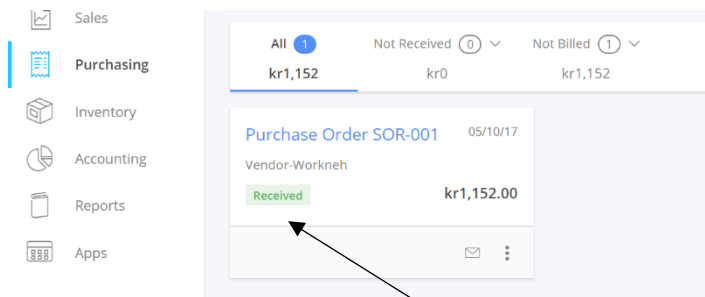 Sales
Purchasing
Inventory
Accounting
Reports
Apps
All 1
kr1,152
Not Received 0
kr0
Not Billed 1
kr1,152
Purchase Order SOR-001 05/10/17
Vendor-Workneh
Received kr1,152.00